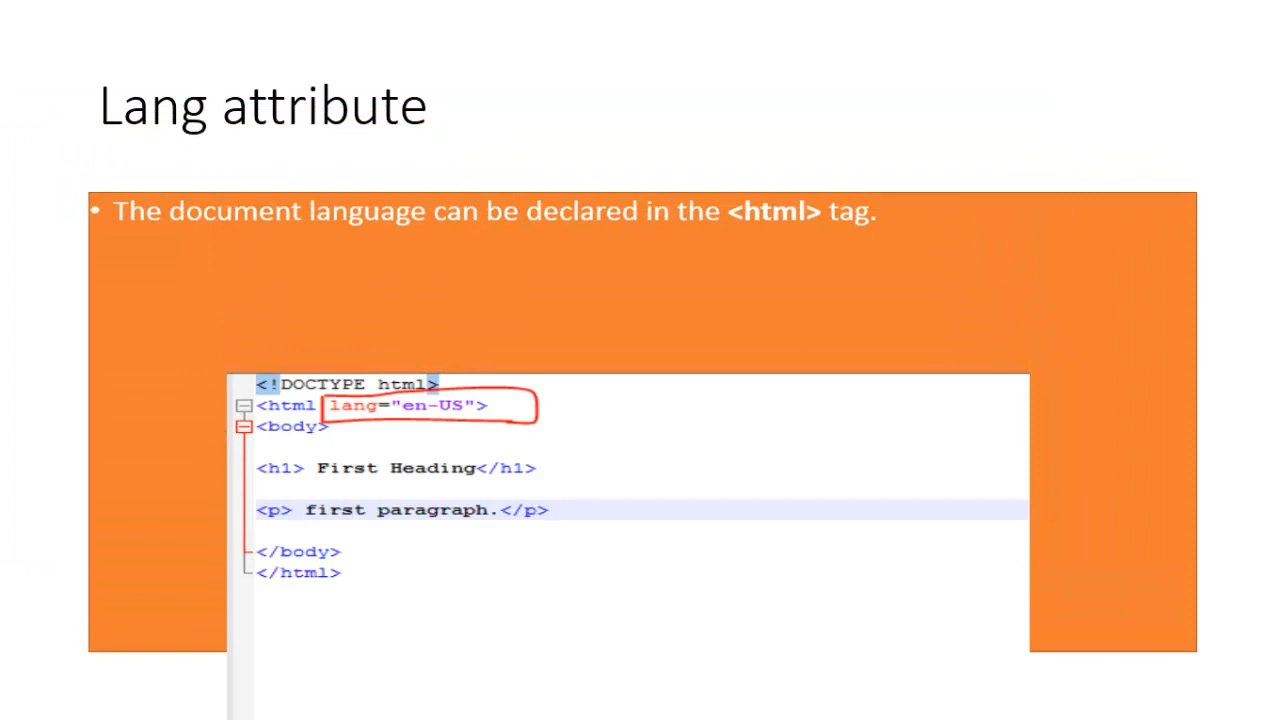 Lang attribute
• The document language can be declared in the <html> tag.
<!DOCTYPE html>
<html lang="en-US">
<body>
<h1> First Heading</h1>
<p> first paragraph.</p>
</body>
</html>